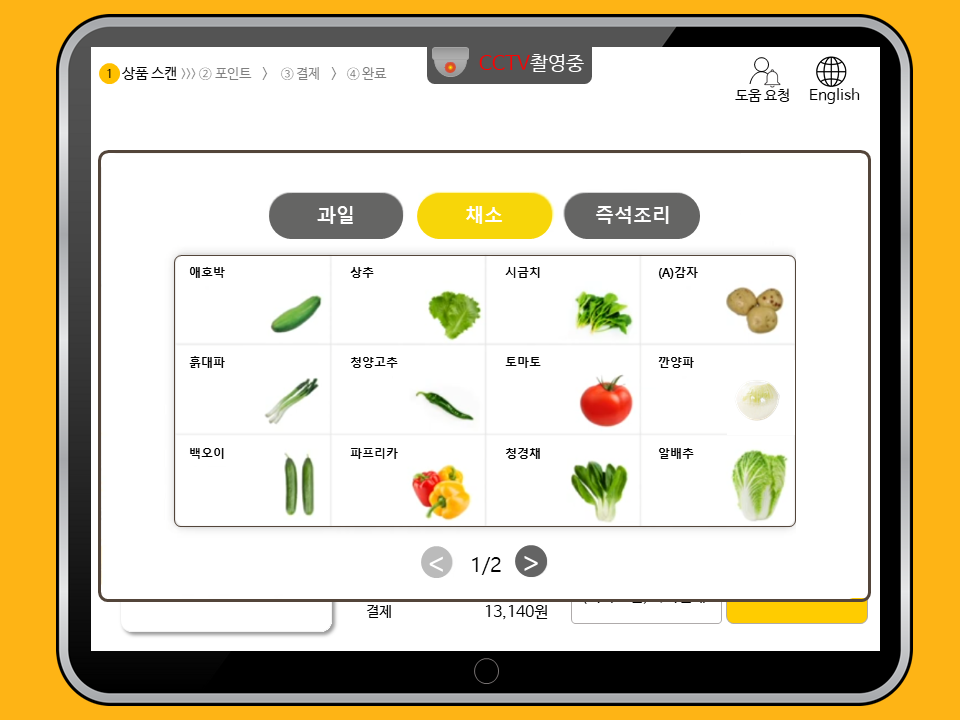 1 상품 스캔 〉〉〉 ② 포인트 〉 ③ 결제 〉 ④ 완료
CCTV촬영중
도움 요청
English
과일 채소 즉석조리
애호박 상추 시금치 (A)감자
흙대파 청양고추 토마토 깐양파
백오이 파프리카 청경채 알배추
< 1/2 >
결제 13,140원